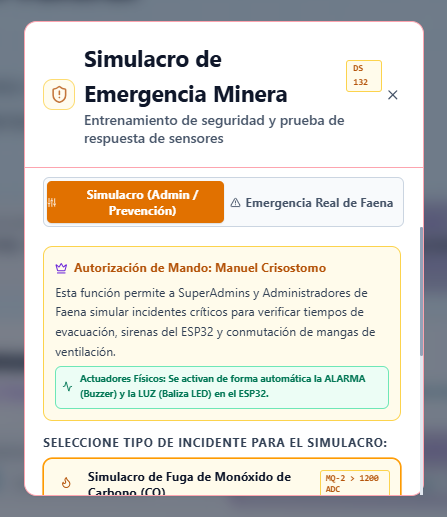 Simulacro de
Emergencia Minera
DS
132
Entrenamiento de seguridad y prueba de
respuesta de sensores
Simulacro (Admin /
Prevención)
Emergencia Real de Faena
Autorización de Mando: Manuel Crisostomo
Esta función permite a SuperAdmins y Administradores de
Faena simular incidentes críticos para verificar tiempos de
evacuación, sirenas del ESP32 y conmutación de mangas de
ventilación.
Actuadores Físicos: Se activan de forma automática la ALARMA
(Buzzer) y la LUZ (Baliza LED) en el ESP32.
SELECCIONE TIPO DE INCIDENTE PARA EL SIMULACRO:
Simulacro de Fuga de Monóxido de
Carbono (CO)
MQ-2 > 1200
ADC